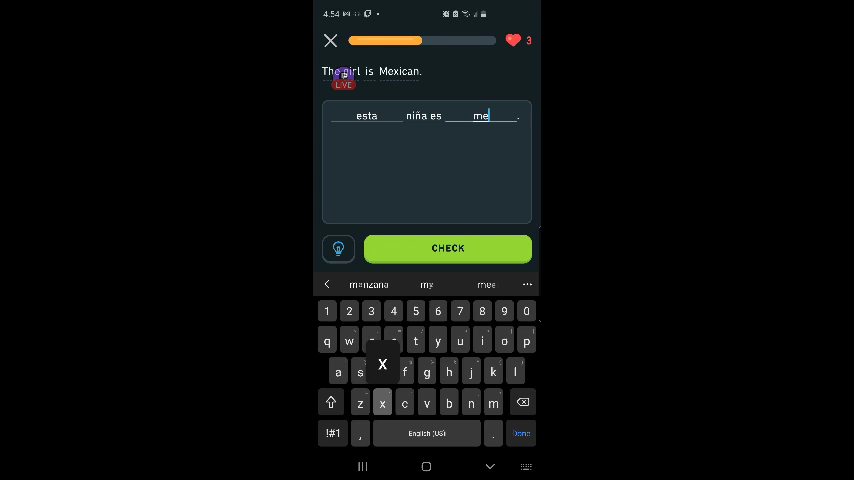 4:54
3
The girl is Mexican.
LIVE
esta niña es me .
CHECK
manzana my mee
1 2 3 4 5 6 7 8 9 0
q w t y u i o p
X
a s f g h j k l
z x c v b n m
!#1 , English (US) . Done